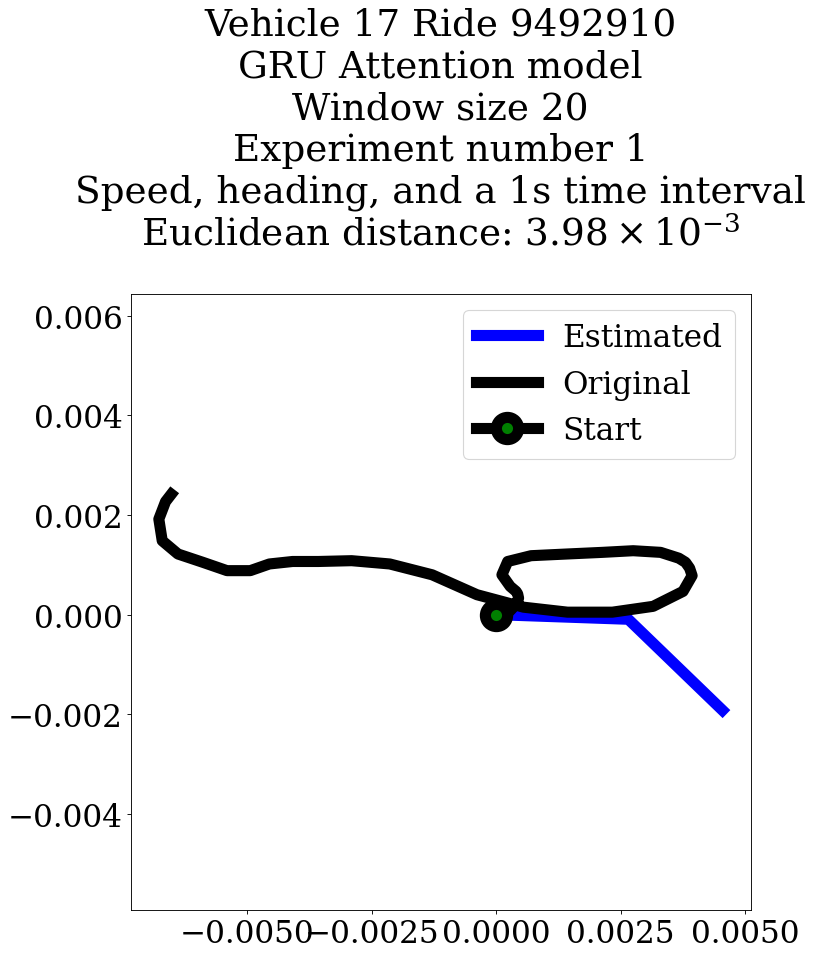 Vehicle 17 Ride 9492910
GRU Attention model
Window size 20
Experiment number 1
Speed, heading, and a 1s time interval
Euclidean distance: 3.98 × 10⁻³
Estimated
Original
Start
0.006
0.004
0.002
0.000
−0.002
−0.004
−0.0050 −0.0025 0.0000 0.0025 0.0050